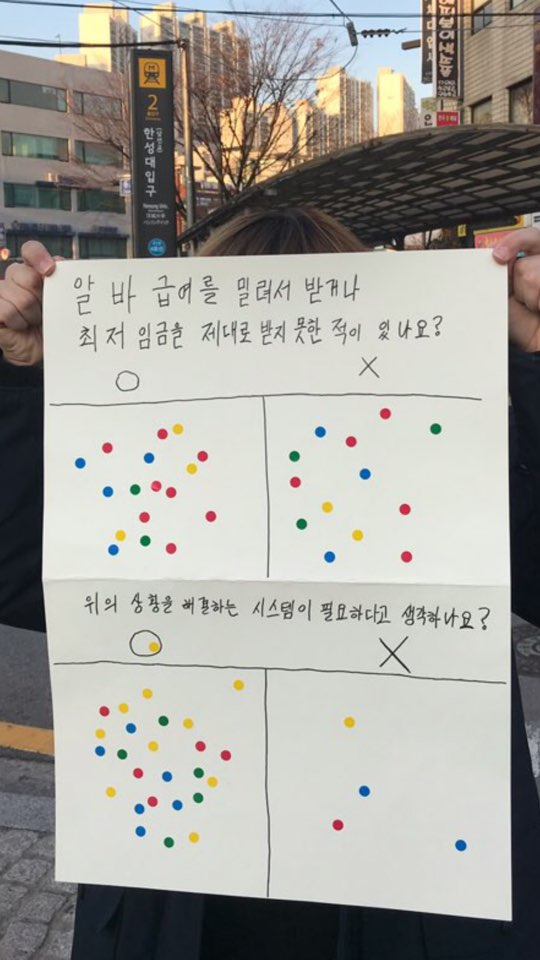 2
한성대입구
알바 급여를 밀려서 받거나
최저 임금을 제대로 받지 못한 적이 있나요?
O X
위의 상황을 해결하는 시스템이 필요하다고 생각하나요?
O X